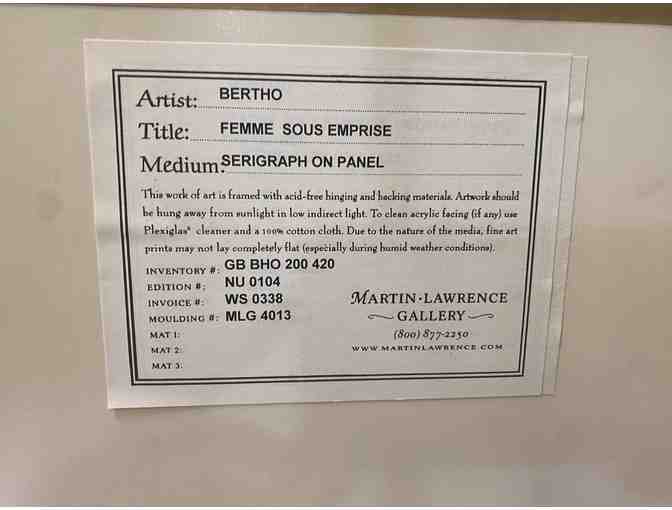 Artist: BERTHO
Title: FEMME SOUS EMPRISE
Medium: SERIGRAPH ON PANEL
This work of art is framed with acid-free hinging and backing materials. Artwork should
be hung away from sunlight in low indirect light. To clean acrylic facing (if any) use
Plexiglas® cleaner and a 100% cotton cloth. Due to the nature of the media, fine art
prints may not lay completely flat (especially during humid weather conditions).
INVENTORY #: GB BHO 200 420
EDITION #: NU 0104
INVOICE #: WS 0338
MOULDING #: MLG 4013
MAT 1:
MAT 2:
MAT 3:
MARTIN·LAWRENCE
GALLERY
(800) 877-2250
WWW.MARTINLAWRENCE.COM